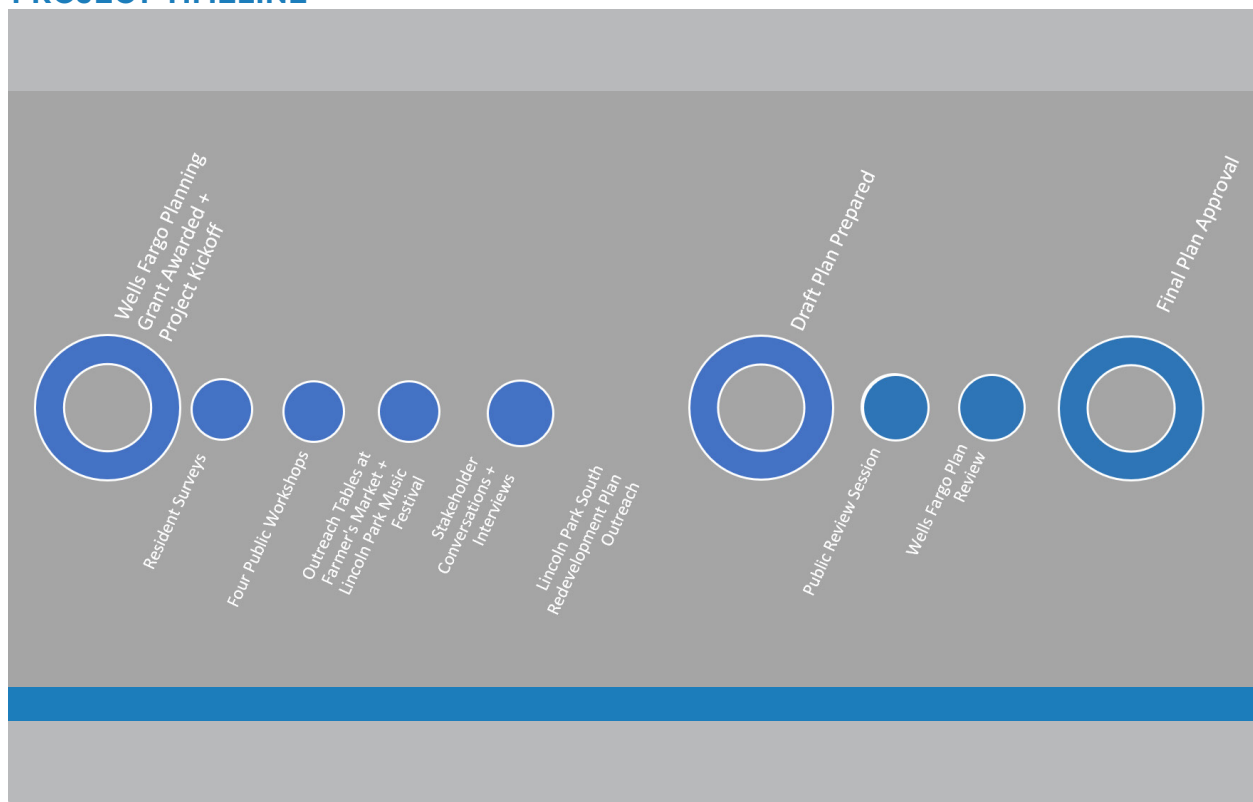 PROJECT TIMELINE
Wells Fargo Planning
Grant Awarded +
Project Kickoff
Resident Surveys
Four Public Workshops
Outreach Tables at
Farmer's Market +
Lincoln Park Music
Festival
Stakeholder
Conversations +
Interviews
Lincoln Park South
Redevelopment Plan
Outreach
Draft Plan Prepared
Public Review Session
Wells Fargo Plan
Review
Final Plan Approval